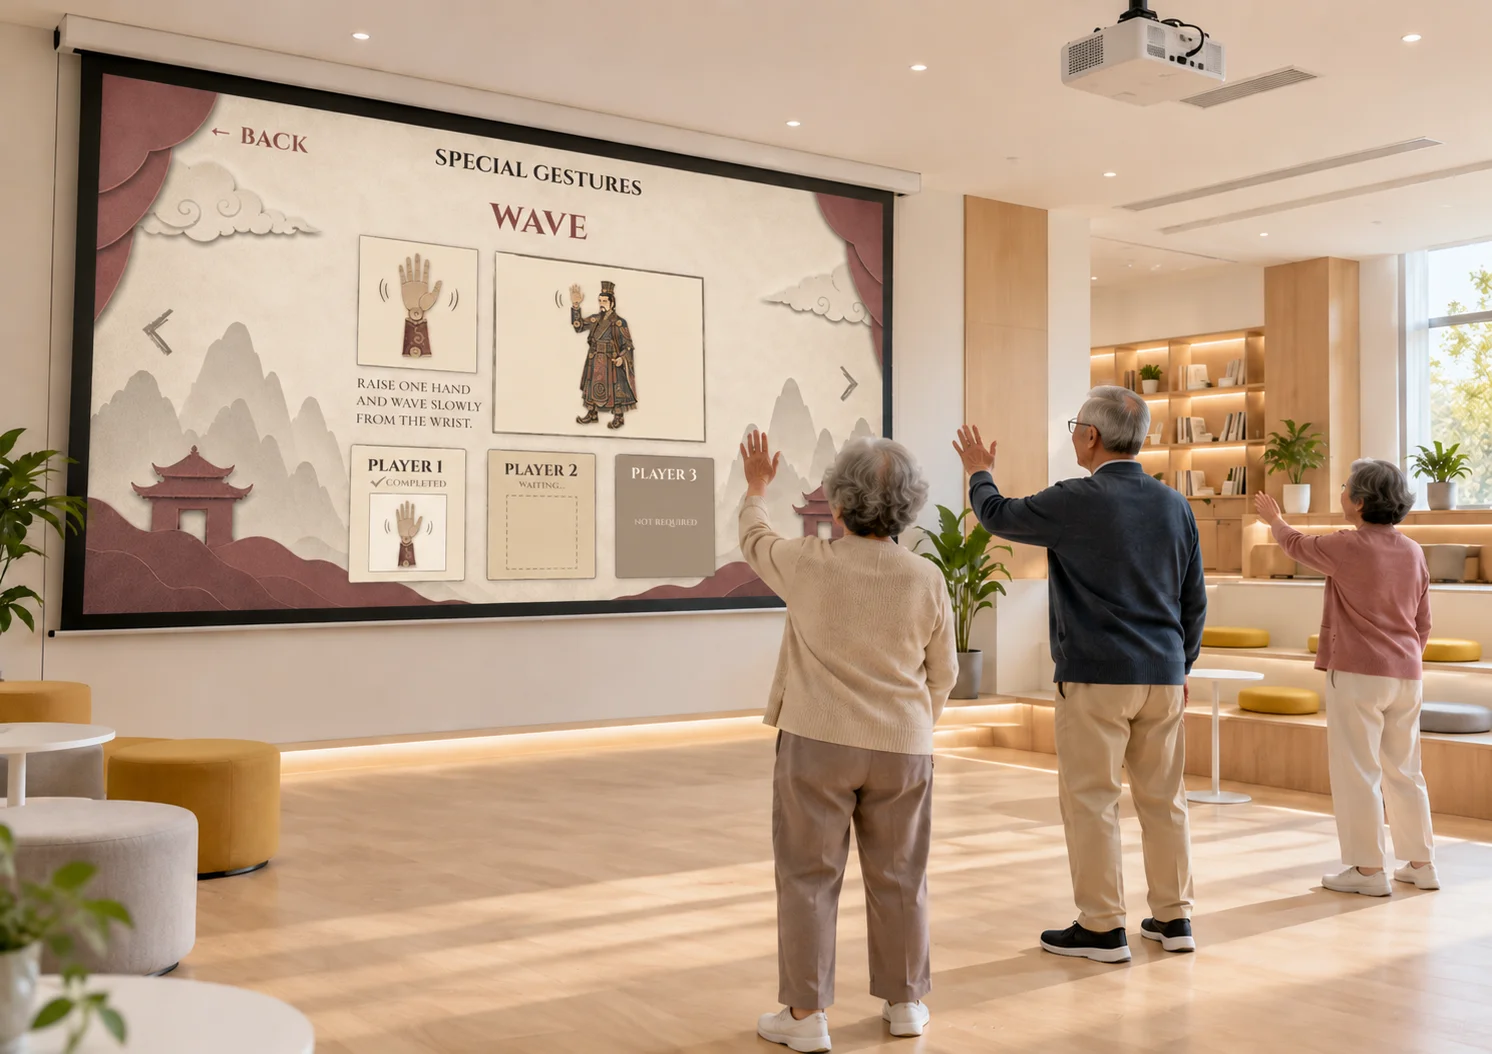 ← BACK
SPECIAL GESTURES
WAVE
RAISE ONE HAND
AND WAVE SLOWLY
FROM THE WRIST.
PLAYER 1
✓ COMPLETED
PLAYER 2
WAITING...
PLAYER 3
NOT REQUIRED